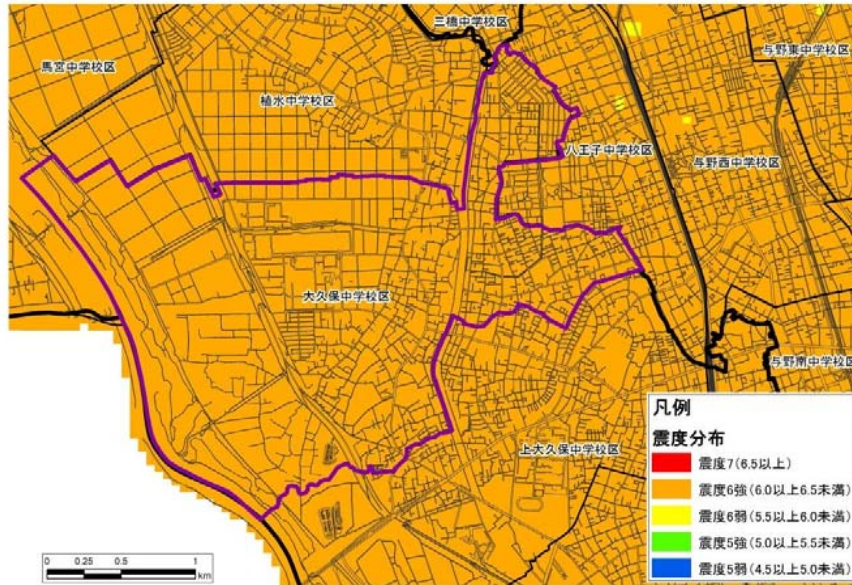 三橋中学校区
与野東中学校区
馬宮中学校区
植水中学校区
八王子中学校区
与野西中学校区
大久保中学校区
与野南中学校区
上大久保中学校区
凡例
震度分布
震度7(6.5以上)
震度6強(6.0以上6.5未満)
震度6弱(5.5以上6.0未満)
震度5強(5.0以上5.5未満)
震度5弱(4.5以上5.0未満)
0 0.25 0.5 1
km